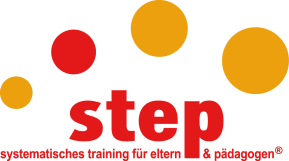 step
systematisches training für eltern & pädagogen®